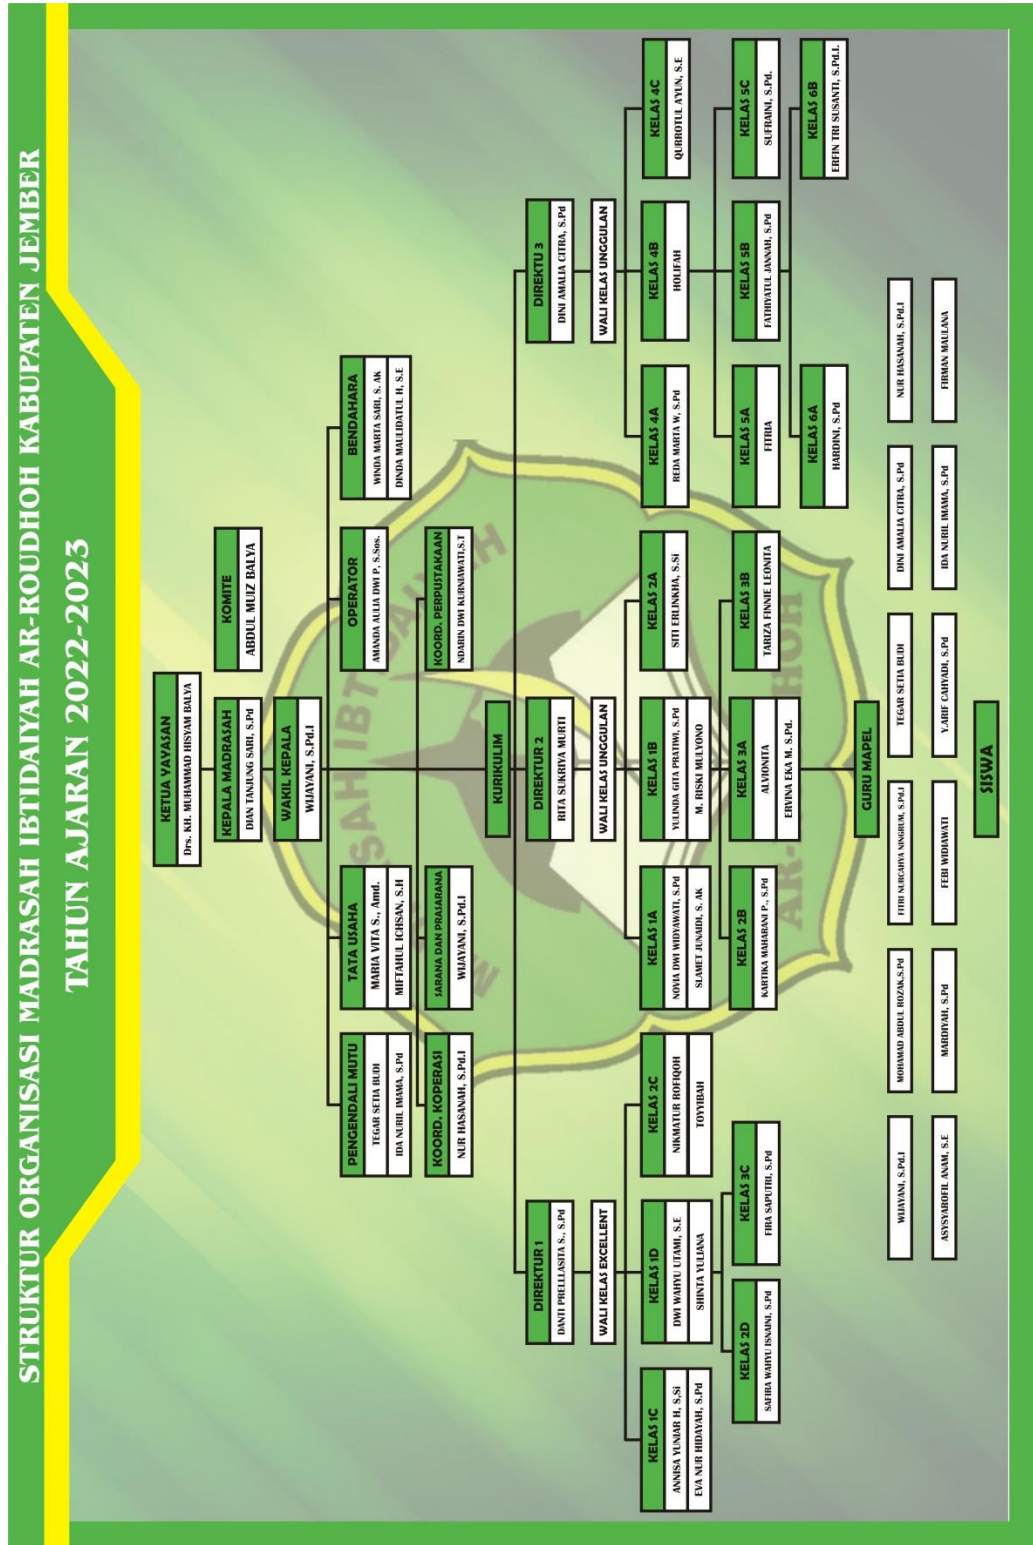 STRUKTUR ORGANISASI MADRASAH IBTIDAIYAH AR-ROUDHOH KABUPATEN JEMBER
TAHUN AJARAN 2022-2023
KETUA YAYASAN
Drs. KH. MUHAMMAD HISYAM BALYA
KEPALA MADRASAH
DIAN TANJUNG SARI, S.Pd
KOMITE
ABDUL MUIZ BALYA
WAKIL KEPALA
WIJAYANI, S.Pd.I
PENGENDALI MUTU
TEGAR SETIA BUDI
IDA NURIL IMAMA, S.Pd
TATA USAHA
MARIA VITA S., Amd.
MIFTAHUL ICHSAN, S.H
OPERATOR
AMANDA AULIA DWI P, S.Sos.
BENDAHARA
WINDA MARTA SARI, S. AK
DINDA MAULIDATUL H, S.E
KOORD. KOPERASI
NUR HASANAH, S.Pd.I
SARANA DAN PRASARANA
WIJAYANI, S.Pd.I
KOORD. PERPUSTAKAAN
NDARIN DWI KURNIAWATI,S.T
KURIKULIM
DIREKTUR 1
DANTI PRELLLASITA S., S.Pd
DIREKTUR 2
RITA SUKRIYA MURTI
DIREKTU 3
DINI AMALIA CITRA, S.Pd
WALI KELAS EXCELLENT
WALI KELAS UNGGULAN
WALI KELAS UNGGULAN
KELAS 1C
ANNISA YUNIAR H, S,Si
EVA NUR HIDAYAH, S.Pd
KELAS 1D
DWI WAHYU UTAMI, S.E
SHINTA YULIANA
KELAS 2C
NIKMATUR ROFIQOH
TOYYIBAH
KELAS 1A
NOVIA DWI WIDYAWATI, S.Pd
SLAMET JUNAIDI, S. AK
KELAS 1B
YULINDA GITA PRATIWI, S.Pd
M. RISKI MULYONO
KELAS 2A
SITI ERLINKHA, S.Si
KELAS 4A
REDA MARTA W, S.Pd
KELAS 4B
HOLIFAH
KELAS 4C
QURROTUL A'YUN, S.E
KELAS 2D
SAFIRA WAHYU ISNAINI, S.Pd
KELAS 3C
FIRA SAPUTRI, S.Pd
KELAS 2B
KARTIKA MAHARANI P., S.Pd
KELAS 3A
ALVIONITA
ERVINA EKA M. S.Pd.
KELAS 3B
TARIZA FINNIE LEONITA
KELAS 5A
FITRIA
KELAS 5B
FATHIYATUL JANNAH, S.Pd
KELAS 5C
SUFRAINI, S.Pd.
KELAS 6A
HARDINI, S.Pd
KELAS 6B
ERFIN TRI SUSANTI, S.Pd.I.
GURU MAPEL
WIJAYANI, S.Pd.I
MOHAMAD ABDUL ROZAK,S.Pd
FITRI NURCAHYA NINGRUM, S.Pd.I
TEGAR SETIA BUDI
DINI AMALIA CITRA, S.Pd
NUR HASANAH, S.Pd.I
ASYSYAROFIL ANAM, S.E
MARDIYAH, S.Pd
FEBI WIDIAWATI
Y.ARIF CAHYADI, S.Pd
IDA NURIL IMAMA, S.Pd
FIRMAN MAULANA
SISWA